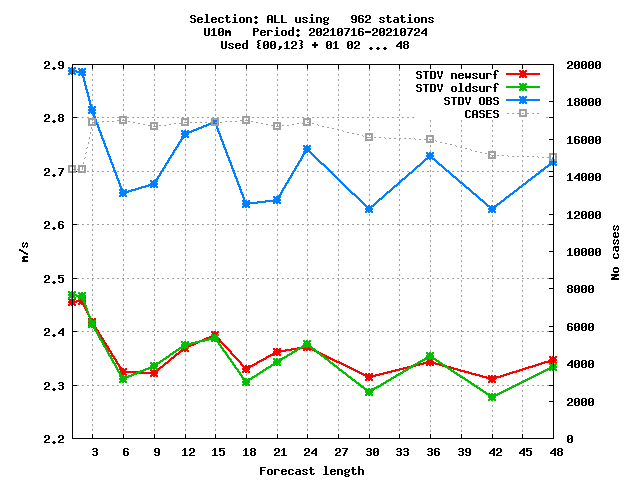 Selection: ALL using   962 stations
U10m   Period: 20210716-20210724
Used {00,12} + 01 02 ... 48
STDV newsurf
STDV oldsurf
STDV OBS
CASES
2.9
2.8
2.7
2.6
2.5
2.4
2.3
2.2
m/s
20000
18000
16000
14000
12000
10000
8000
6000
4000
2000
0
No cases
3 6 9 12 15 18 21 24 27 30 33 36 39 42 45 48
Forecast length